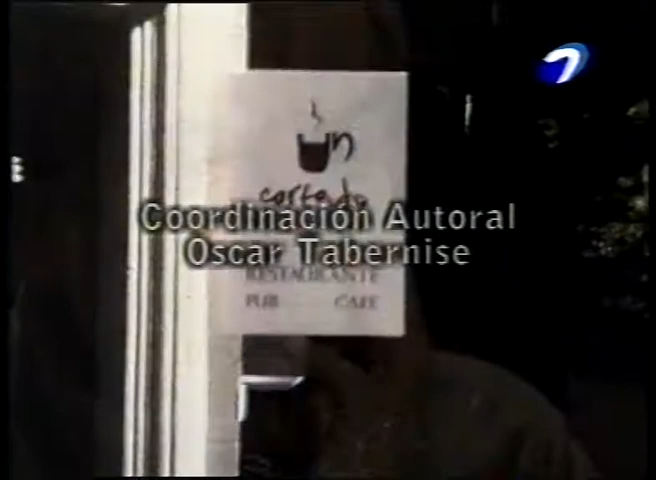 Un
cortado
Coordinación Autoral
Oscar Tabernise
RESTAURANTE
PUB CAFE